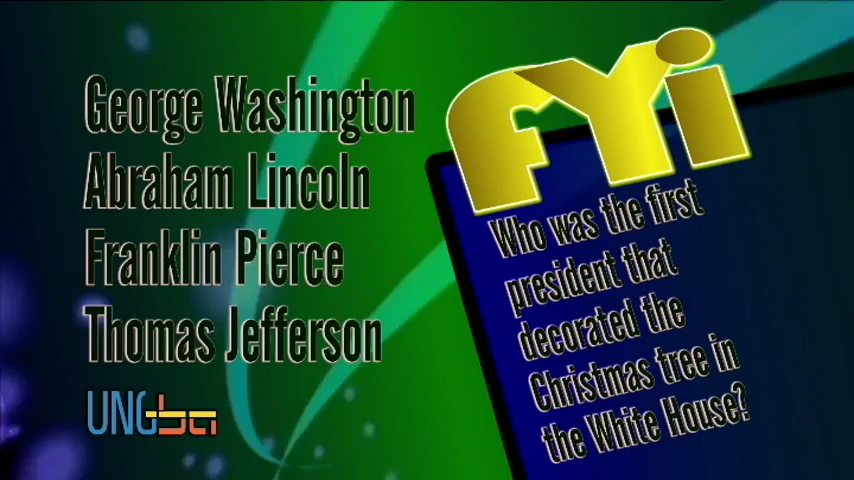 George Washington
Abraham Lincoln
Franklin Pierce
Thomas Jefferson
FYi
Who was the first
president that
decorated the
Christmas tree in
the White House?